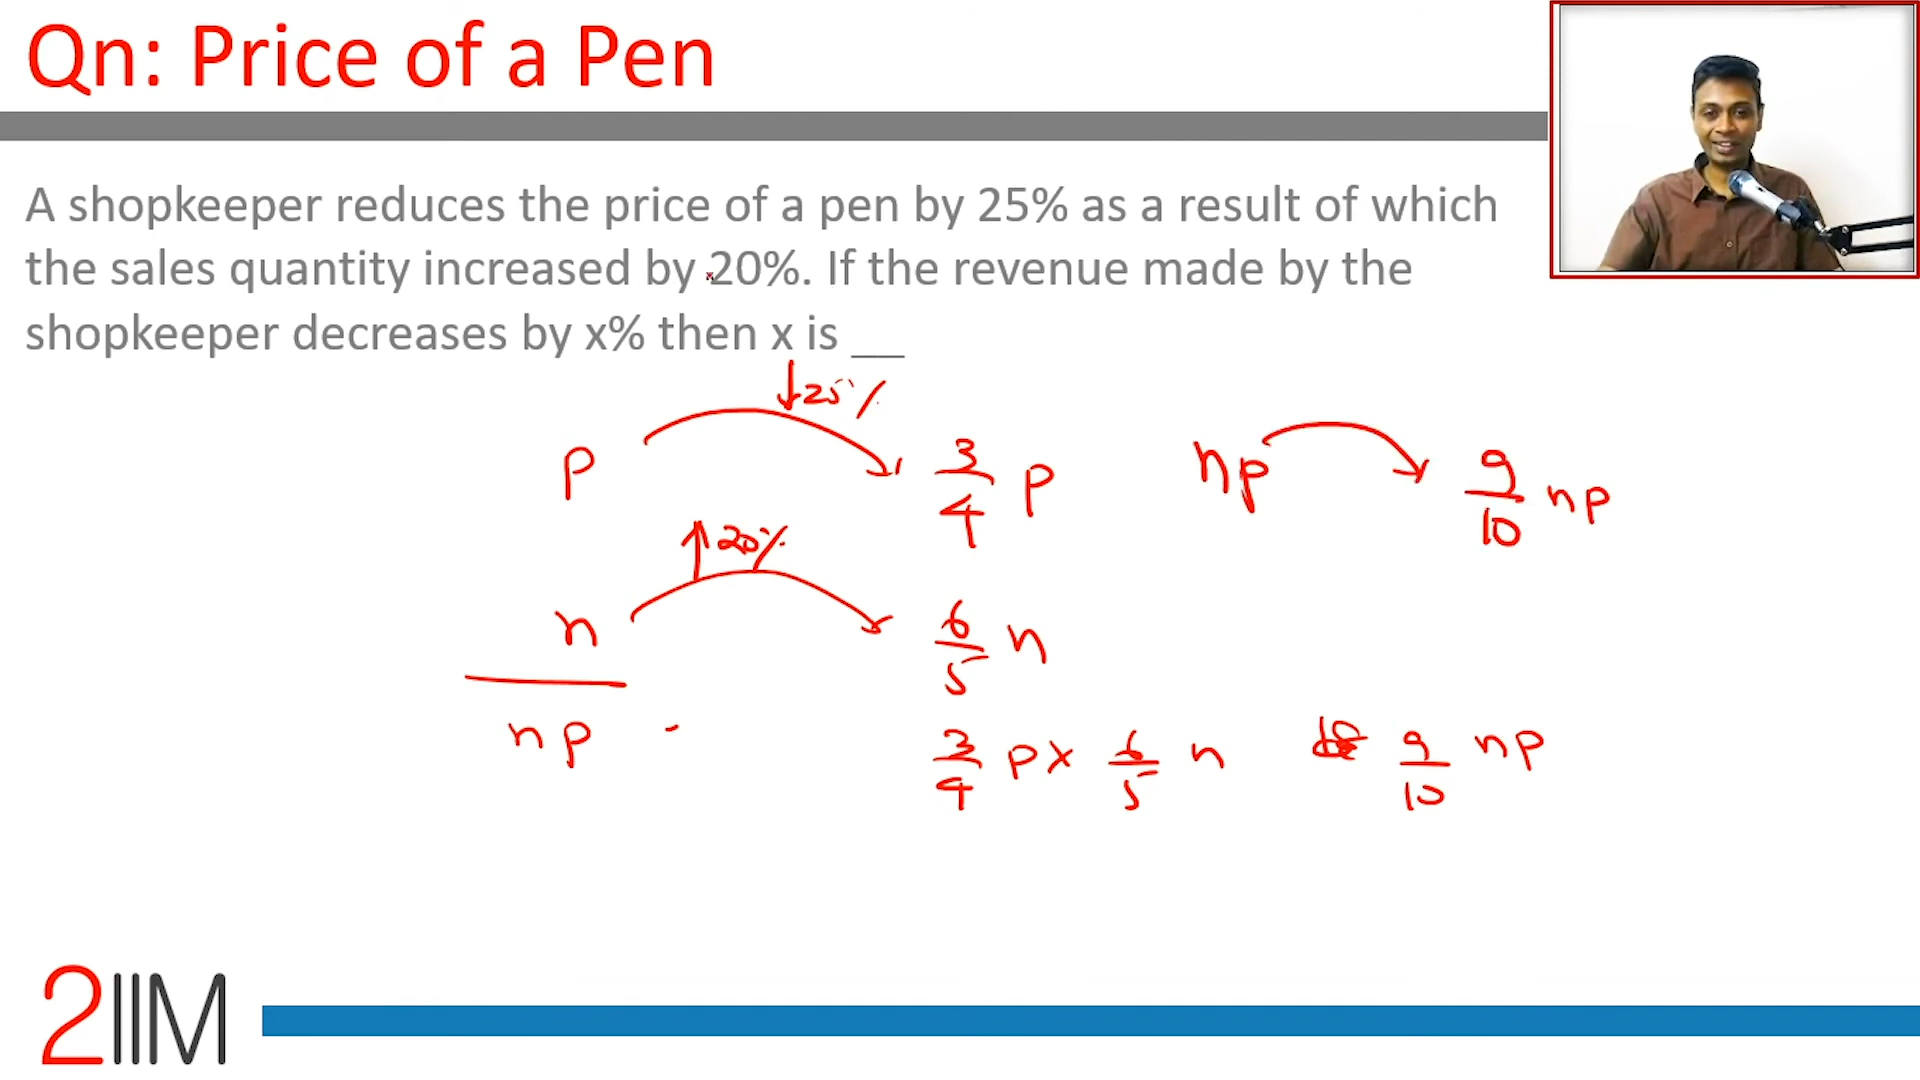 Qn: Price of a Pen
A shopkeeper reduces the price of a pen by 25% as a result of which
the sales quantity increased by 20%. If the revenue made by the
shopkeeper decreases by x% then x is __
↓25%
p 3/4 p np 9/10 np
↑20%
n 6/5 n
np - 3/4 p x 6/5 n 9/10 np
2IIM